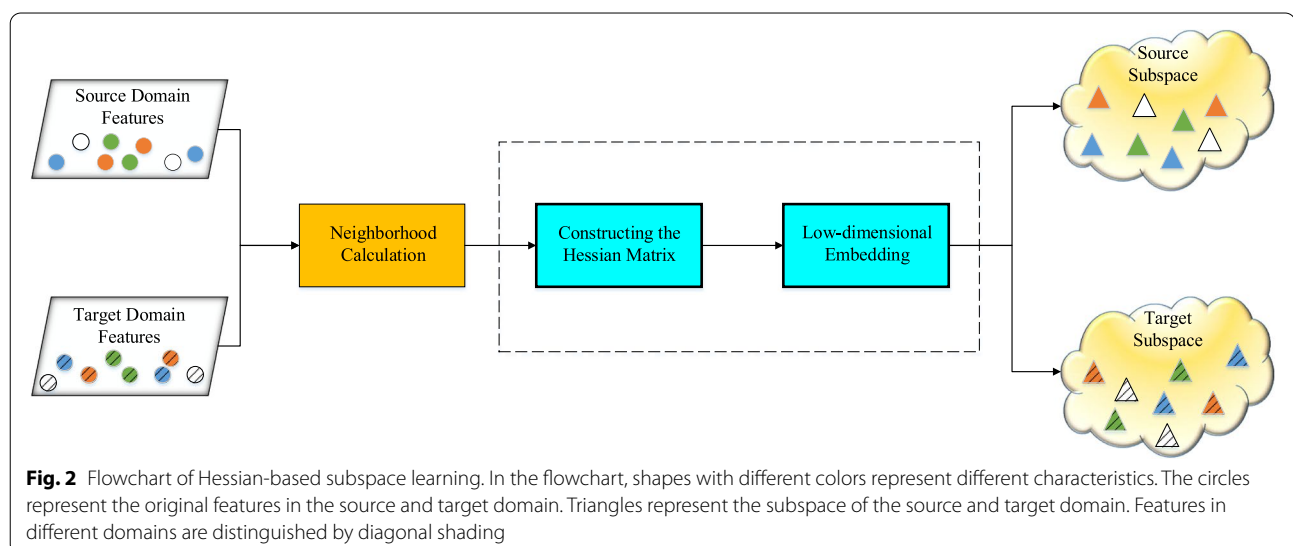 Source Domain
Features
Target Domain
Features
Neighborhood
Calculation
Constructing the
Hessian Matrix
Low-dimensional
Embedding
Source
Subspace
Target
Subspace
Fig. 2 Flowchart of Hessian-based subspace learning. In the flowchart, shapes with different colors represent different characteristics. The circles
represent the original features in the source and target domain. Triangles represent the subspace of the source and target domain. Features in
different domains are distinguished by diagonal shading